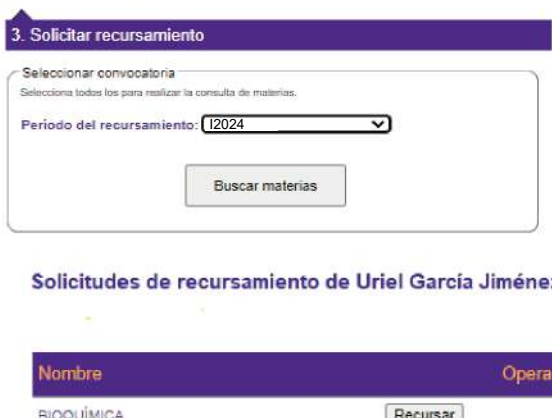 3. Solicitar recursamiento
Seleccionar convocatoria
Selecciona todos los para realizar la consulta de materias.
Periodo del recursamiento: I2024
Buscar materias
Solicitudes de recursamiento de Uriel García Jiménez
Nombre Opera
BIOQUÍMICA Recursar